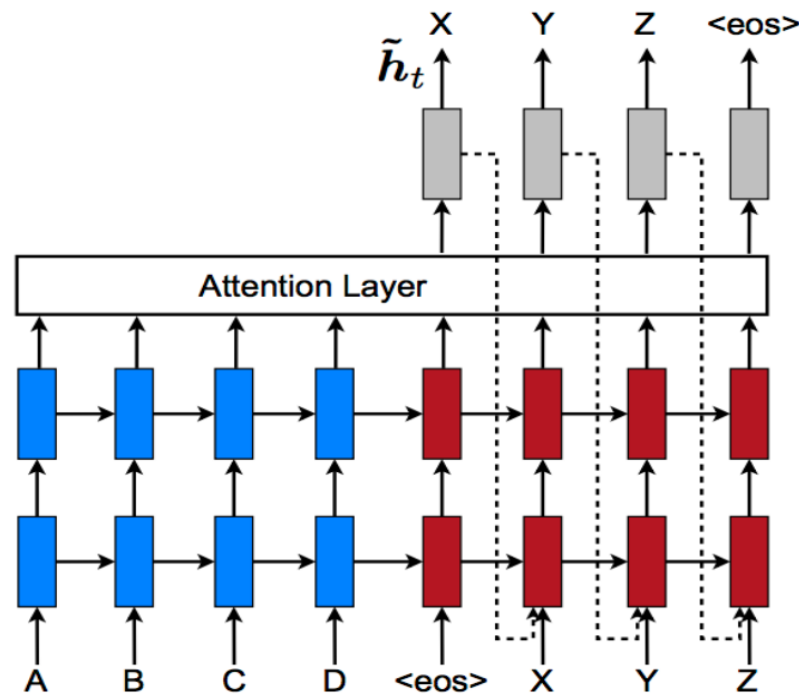 X Y Z <eos>
h̃t
Attention Layer
A B C D <eos> X Y Z